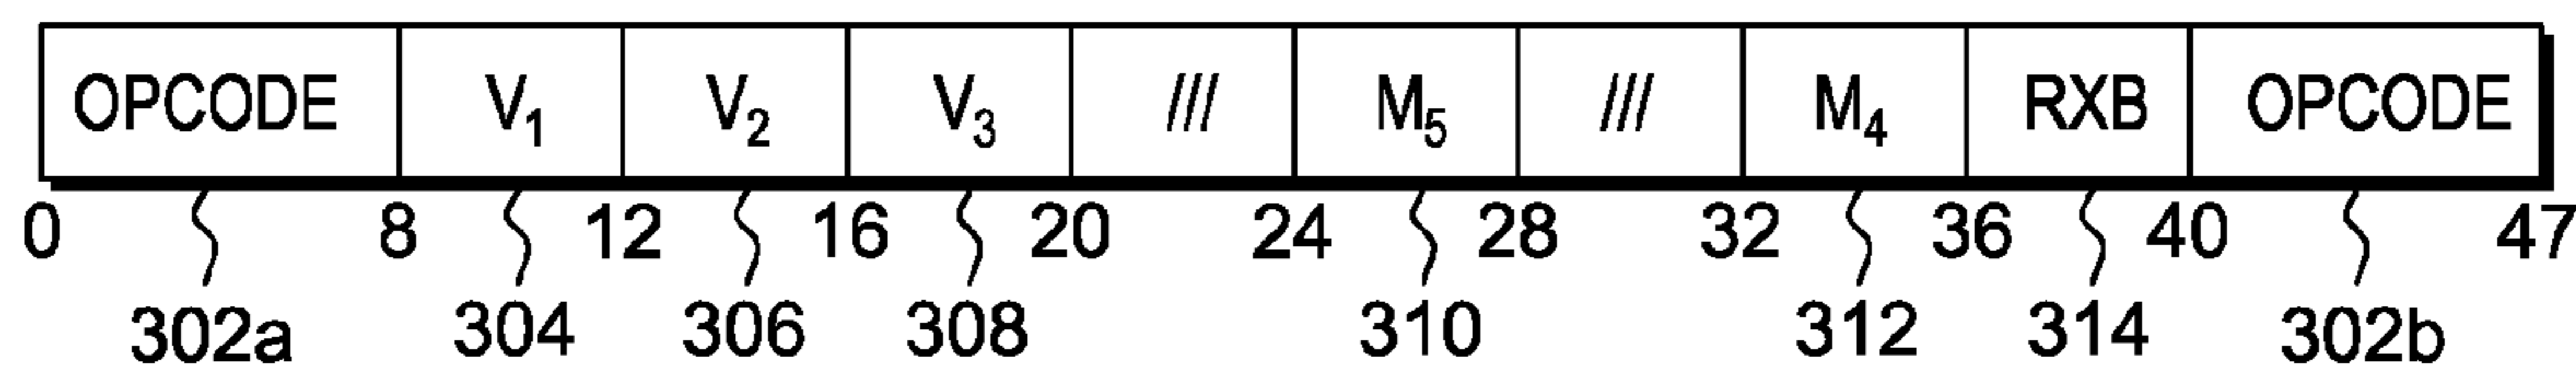 OPCODE V₁ V₂ V₃ /// M₅ /// M₄ RXB OPCODE
0 8 12 16 20 24 28 32 36 40 47
302a 304 306 308 310 312 314 302b